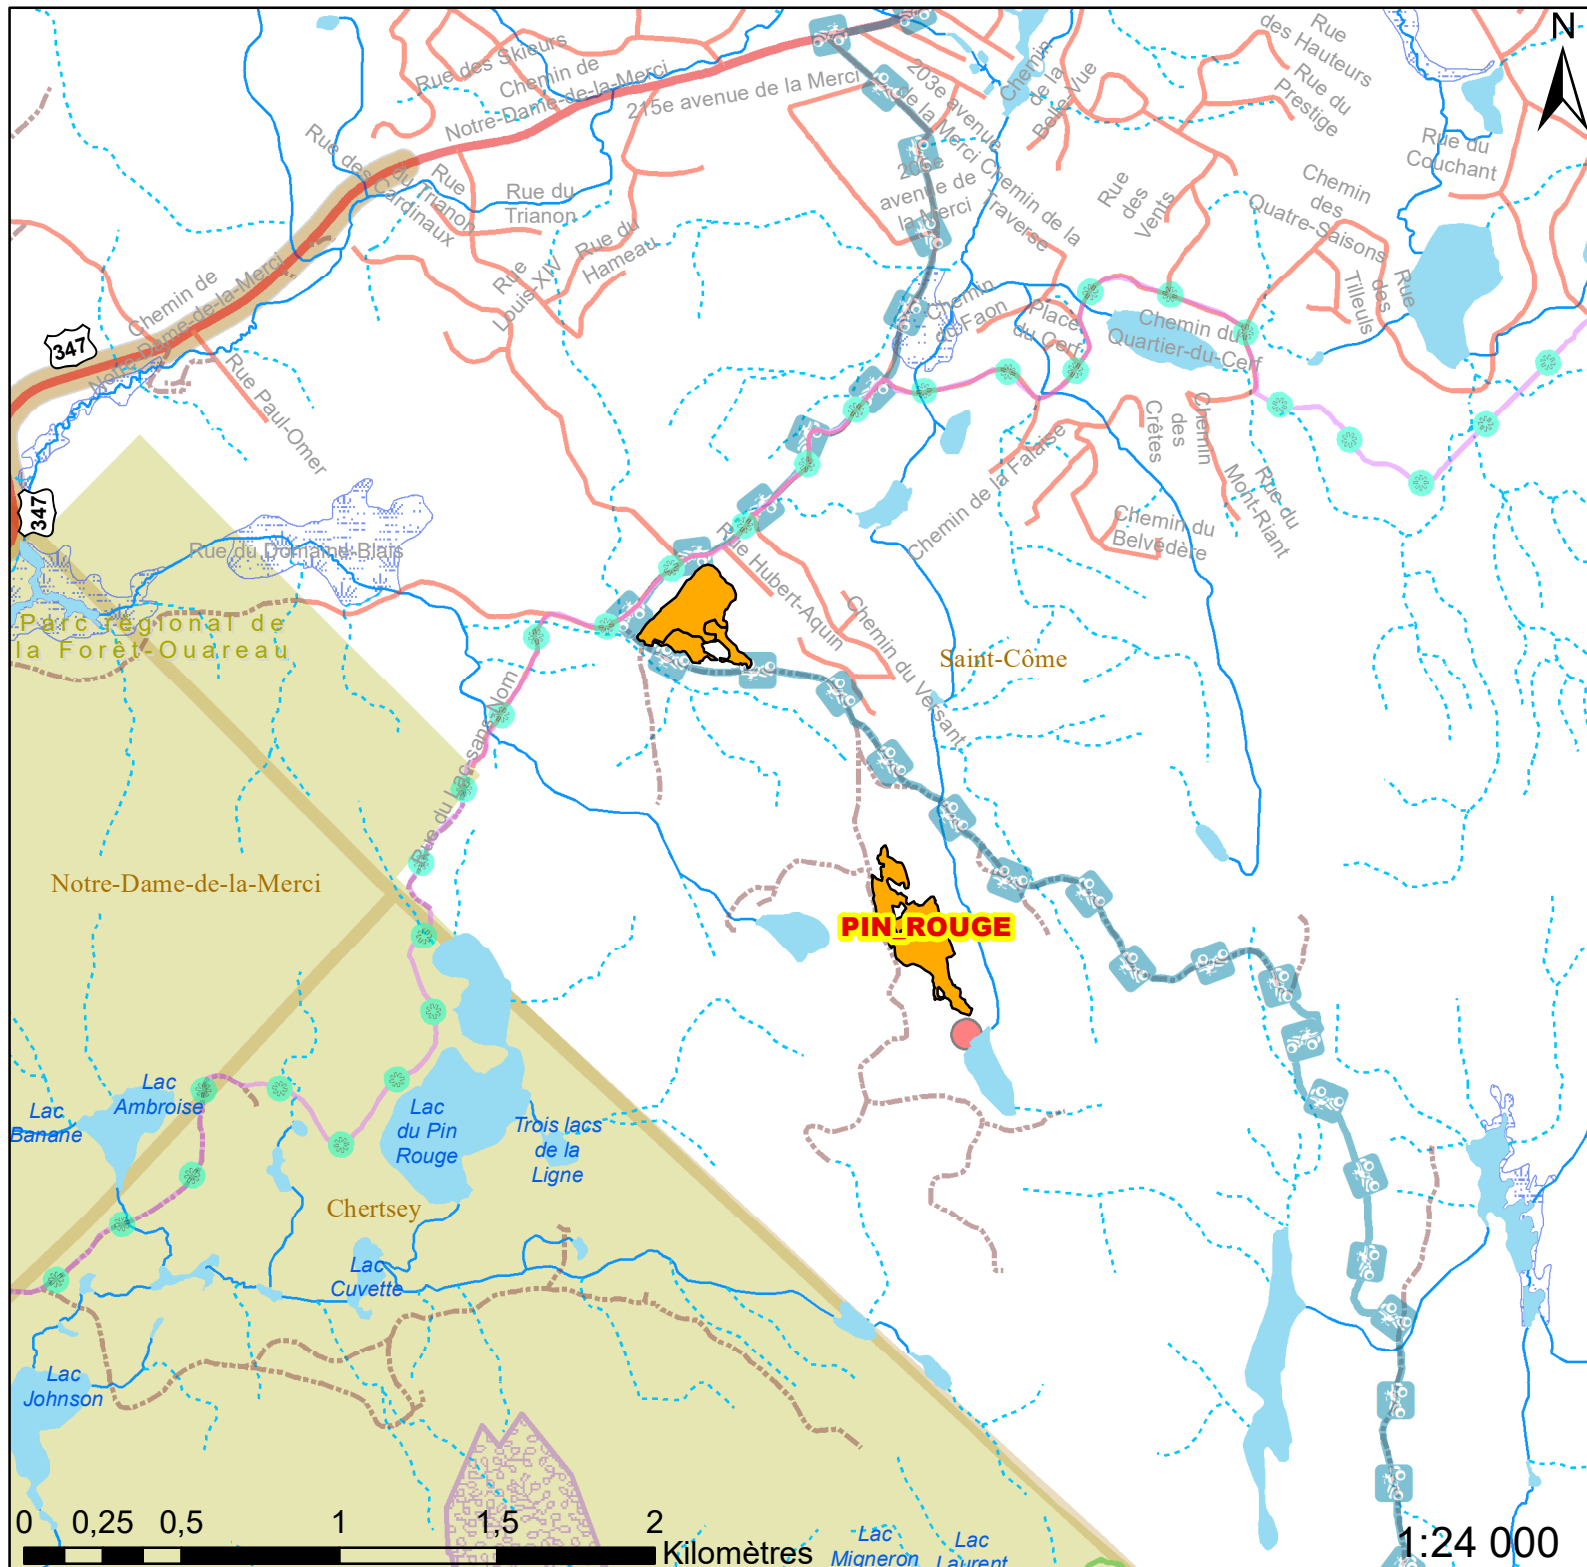 N
Rue des Skieurs
Chemin de
Notre-Dame-de-la-Merci
215e avenue de la Merci
203e avenue
de la Merci
Chemin
de la
Belle-Vue
Rue
des Hauteurs
Rue du
Prestige
Rue du
Couchant
Rue des Cardinaux
Rue
du Trianon
Rue du
Trianon
Rue du
Hameau
Rue
Louis-XIV
206e
avenue de
la Merci
Chemin de la
Traverse
Rue
des
Vents
Chemin
des
Quatre-Saisons
Rue
des
Tilleuls
Chemin de
Notre-Dame-de-la-Merci
347
Rue Paul-Omer
Chemin
du Faon
Place
du Cerf
Chemin du
Quartier-du-Cerf
Chemin
des
Crêtes
Rue du
Mont-Riant
Chemin de la Falaise
Chemin du
Belvédère
347
Rue du Domaine-Blais
Rue Hubert-Aquin
Chemin du Versant
Parc régional de
la Forêt-Ouareau
Saint-Côme
Rue du Lac-sans-Nom
Notre-Dame-de-la-Merci
PIN_ROUGE
Lac
Ambroise
Lac
Banane
Lac
du Pin
Rouge
Trois lacs
de la
Ligne
Chertsey
Lac
Cuvette
Lac
Johnson
0 0,25 0,5 1 1,5 2
Kilomètres
Lac
Migneron
Lac
Laurent
1:24 000